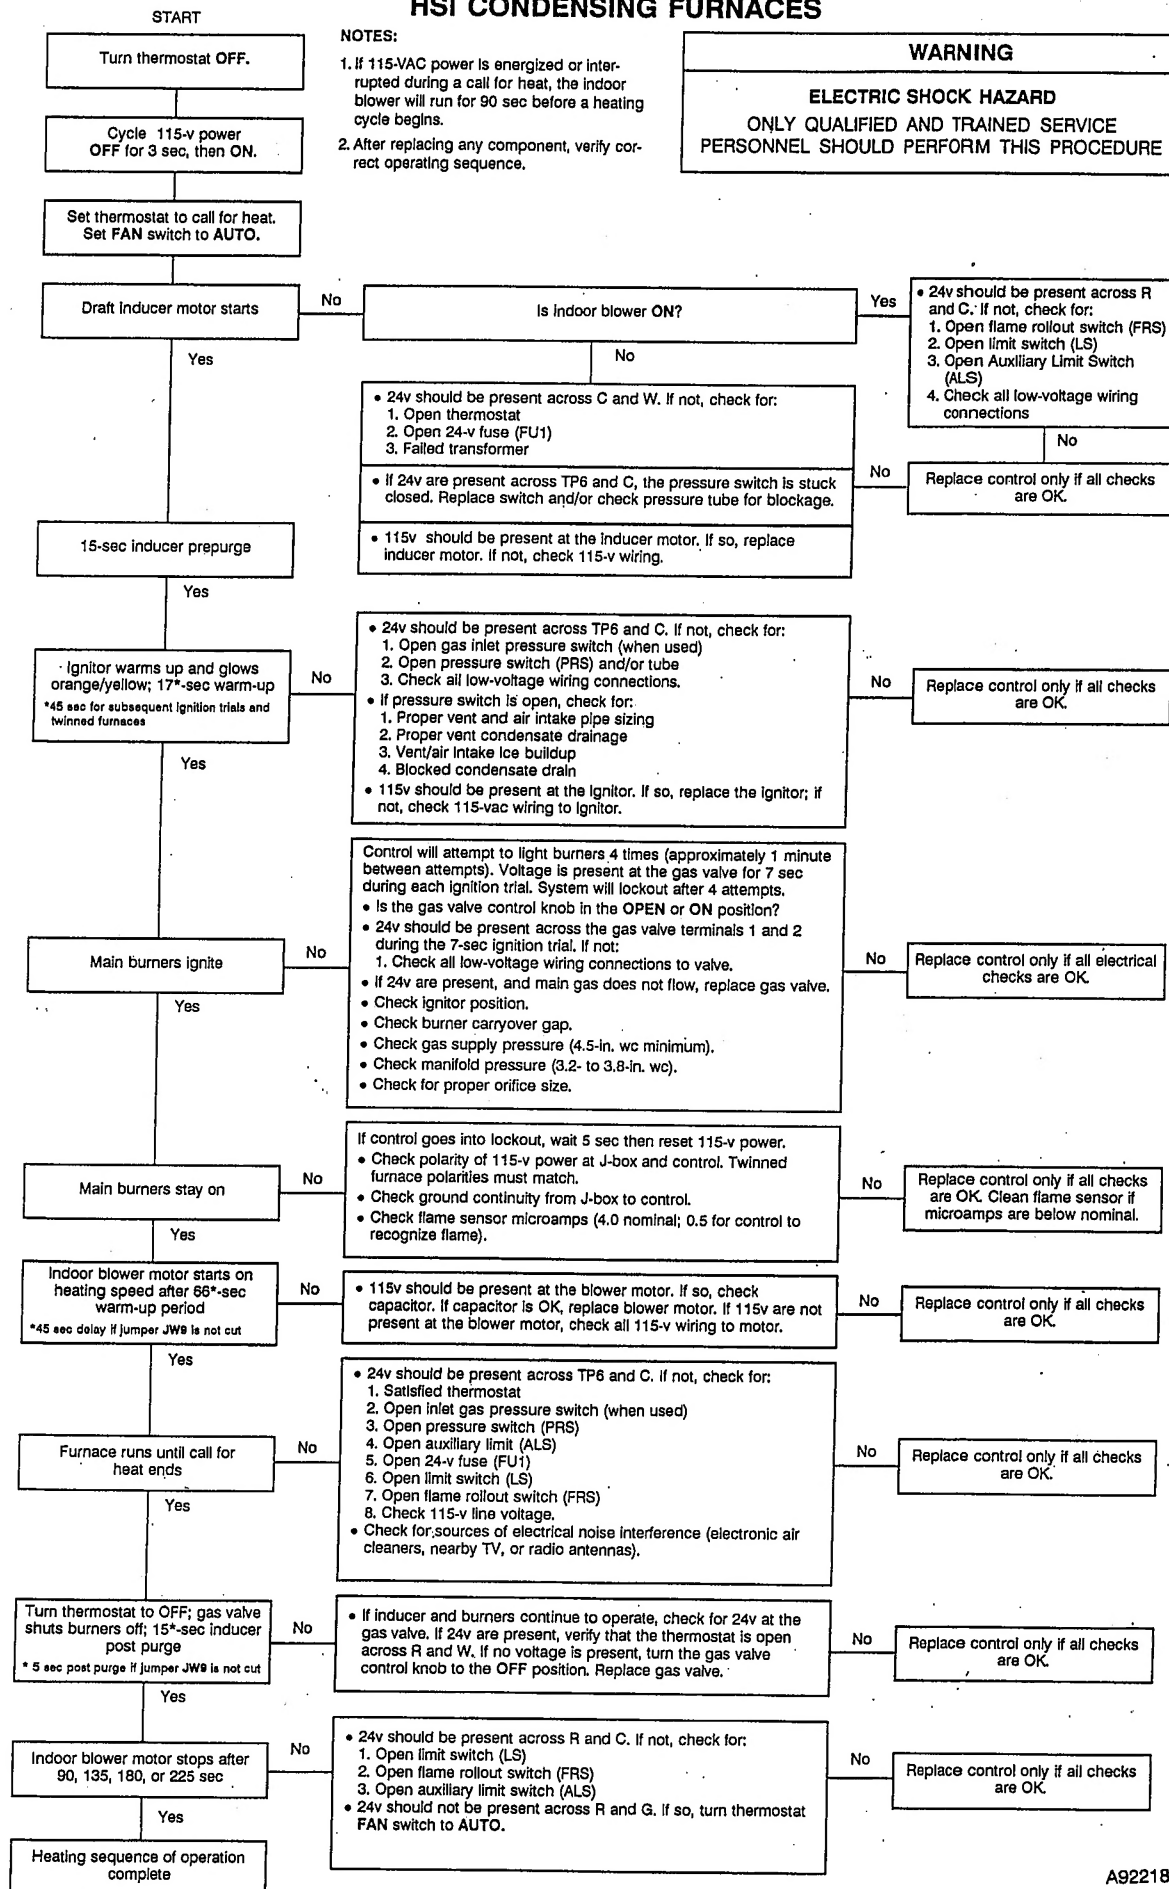 HSI CONDENSING FURNACES
START
Turn thermostat OFF.
Cycle 115-v power
OFF for 3 sec, then ON.
Set thermostat to call for heat.
Set FAN switch to AUTO.
NOTES:
1. If 115-VAC power is energized or inter-
rupted during a call for heat, the indoor
blower will run for 90 sec before a heating
cycle begins.
2. After replacing any component, verify cor-
rect operating sequence.
WARNING
ELECTRIC SHOCK HAZARD
ONLY QUALIFIED AND TRAINED SERVICE
PERSONNEL SHOULD PERFORM THIS PROCEDURE
Draft inducer motor starts
No
Is indoor blower ON?
Yes
• 24v should be present across R
and C. If not, check for:
1. Open flame rollout switch (FRS)
2. Open limit switch (LS)
3. Open Auxiliary Limit Switch
(ALS)
4. Check all low-voltage wiring
connections
Yes
No
• 24v should be present across C and W. If not, check for:
1. Open thermostat
2. Open 24-v fuse (FU1)
3. Failed transformer
• If 24v are present across TP6 and C, the pressure switch is stuck
closed. Replace switch and/or check pressure tube for blockage.
• 115v should be present at the inducer motor. If so, replace
inducer motor. If not, check 115-v wiring.
No
No
Replace control only if all checks
are OK.
15-sec inducer prepurge
Yes
Ignitor warms up and glows
orange/yellow; 17*-sec warm-up
*45 sec for subsequent ignition trials and
twinned furnaces
No
• 24v should be present across TP6 and C. If not, check for:
1. Open gas inlet pressure switch (when used)
2. Open pressure switch (PRS) and/or tube
3. Check all low-voltage wiring connections.
• If pressure switch is open, check for:
1. Proper vent and air intake pipe sizing
2. Proper vent condensate drainage
3. Vent/air intake ice buildup
4. Blocked condensate drain
• 115v should be present at the ignitor. If so, replace the ignitor; if
not, check 115-vac wiring to ignitor.
No
Replace control only if all checks
are OK.
Yes
Main burners ignite
No
Control will attempt to light burners 4 times (approximately 1 minute
between attempts). Voltage is present at the gas valve for 7 sec
during each ignition trial. System will lockout after 4 attempts.
• Is the gas valve control knob in the OPEN or ON position?
• 24v should be present across the gas valve terminals 1 and 2
during the 7-sec ignition trial. If not:
1. Check all low-voltage wiring connections to valve.
• If 24v are present, and main gas does not flow, replace gas valve.
• Check ignitor position.
• Check burner carryover gap.
• Check gas supply pressure (4.5-in. wc minimum).
• Check manifold pressure (3.2- to 3.8-in. wc).
• Check for proper orifice size.
No
Replace control only if all electrical
checks are OK.
Yes
Main burners stay on
No
If control goes into lockout, wait 5 sec then reset 115-v power.
• Check polarity of 115-v power at J-box and control. Twinned
furnace polarities must match.
• Check ground continuity from J-box to control.
• Check flame sensor microamps (4.0 nominal; 0.5 for control to
recognize flame).
No
Replace control only if all checks
are OK. Clean flame sensor if
microamps are below nominal.
Yes
Indoor blower motor starts on
heating speed after 66*-sec
warm-up period
*45 sec delay if jumper JW9 is not cut
No
• 115v should be present at the blower motor. If so, check
capacitor. If capacitor is OK, replace blower motor. If 115v are not
present at the blower motor, check all 115-v wiring to motor.
No
Replace control only if all checks
are OK.
Yes
Furnace runs until call for
heat ends
No
• 24v should be present across TP6 and C. If not, check for:
1. Satisfied thermostat
2. Open inlet gas pressure switch (when used)
3. Open pressure switch (PRS)
4. Open auxiliary limit (ALS)
5. Open 24-v fuse (FU1)
6. Open limit switch (LS)
7. Open flame rollout switch (FRS)
8. Check 115-v line voltage.
• Check for sources of electrical noise interference (electronic air
cleaners, nearby TV, or radio antennas).
No
Replace control only if all checks
are OK.
Yes
Turn thermostat to OFF; gas valve
shuts burners off; 15*-sec inducer
post purge
* 5 sec post purge if jumper JW9 is not cut
No
• If inducer and burners continue to operate, check for 24v at the
gas valve. If 24v are present, verify that the thermostat is open
across R and W. If no voltage is present, turn the gas valve
control knob to the OFF position. Replace gas valve.
No
Replace control only if all checks
are OK.
Yes
Indoor blower motor stops after
90, 135, 180, or 225 sec
No
• 24v should be present across R and C. If not, check for:
1. Open limit switch (LS)
2. Open flame rollout switch (FRS)
3. Open auxiliary limit switch (ALS)
• 24v should not be present across R and G. If so, turn thermostat
FAN switch to AUTO.
No
Replace control only if all checks
are OK.
Yes
Heating sequence of operation
complete
A92218